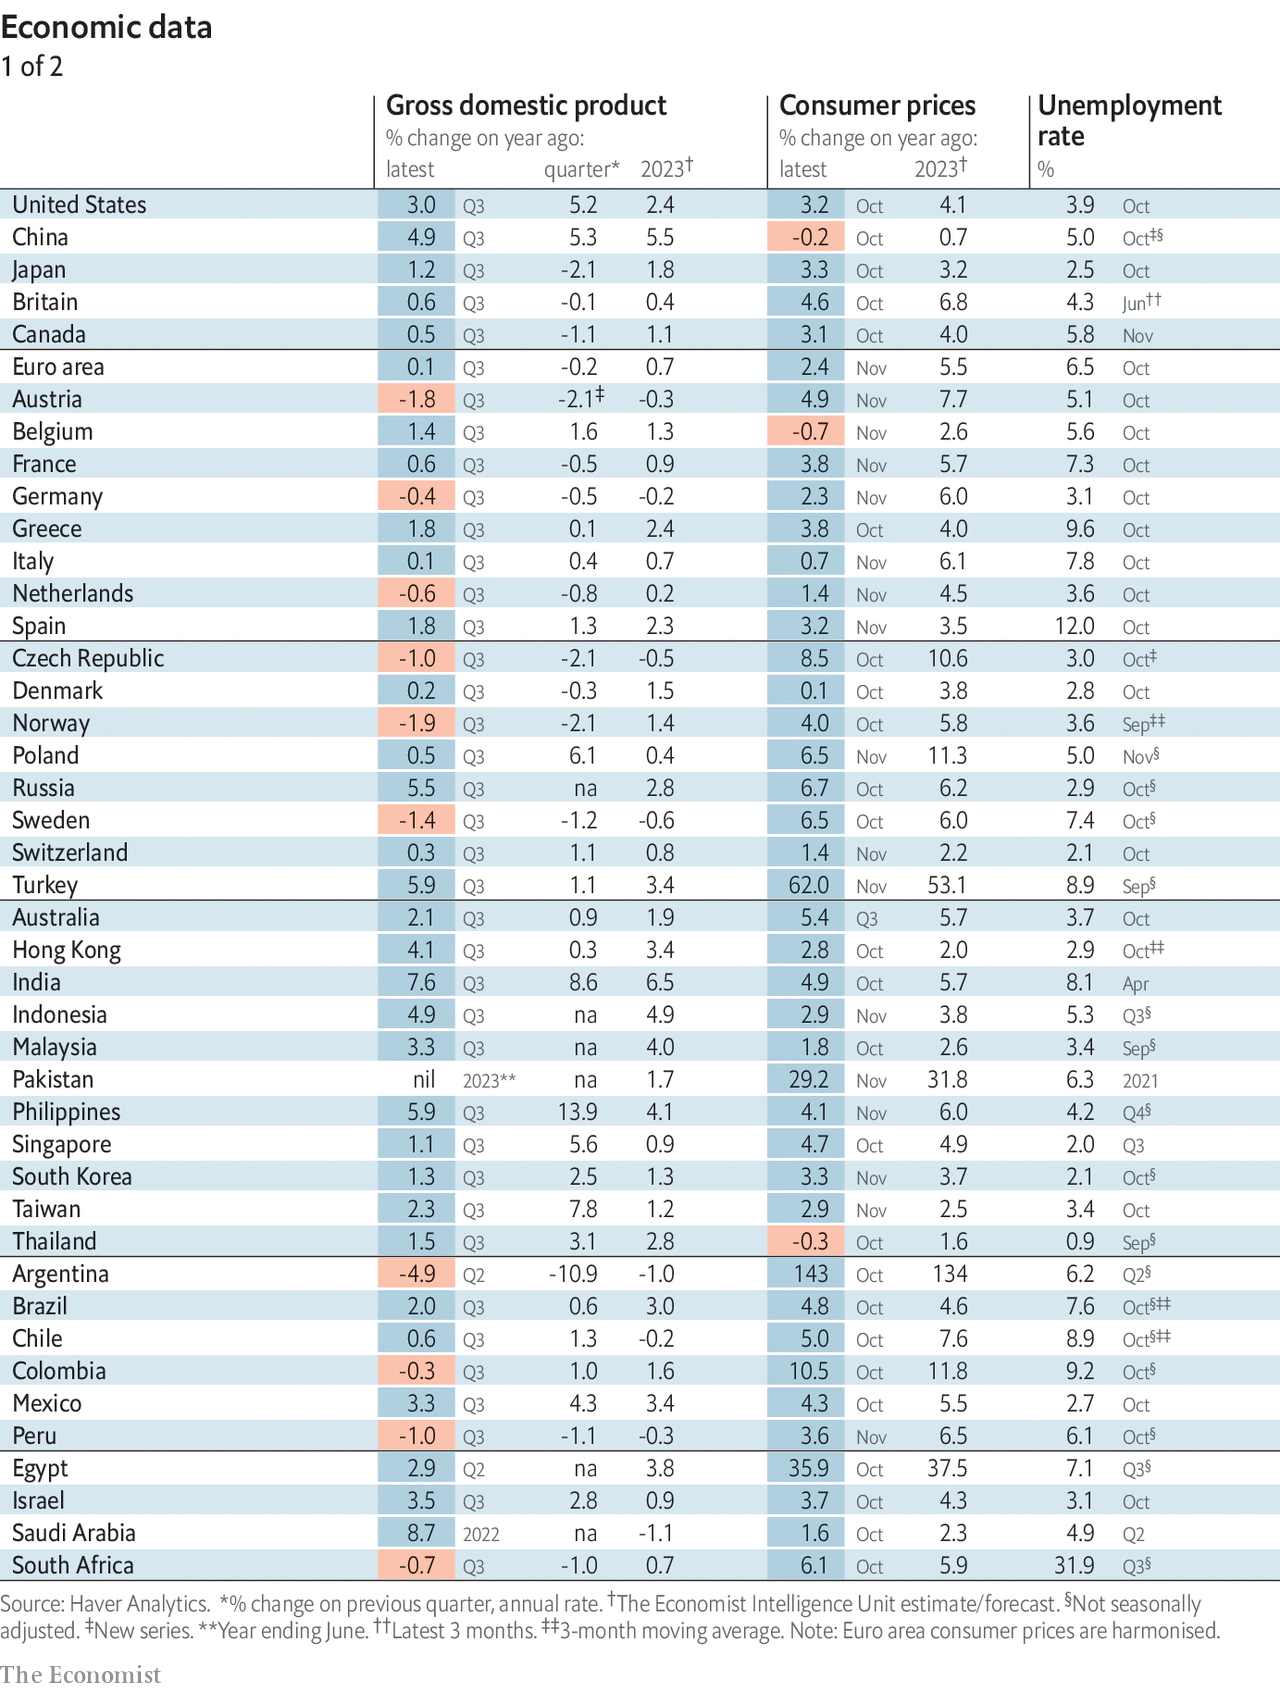 Economic data
1 of 2
Gross domestic product Consumer prices Unemployment
% change on year ago: % change on year ago: rate
latest quarter* 2023† latest 2023† %
United States 3.0 Q3 5.2 2.4 3.2 Oct 4.1 3.9 Oct
China 4.9 Q3 5.3 5.5 -0.2 Oct 0.7 5.0 Oct‡§
Japan 1.2 Q3 -2.1 1.8 3.3 Oct 3.2 2.5 Oct
Britain 0.6 Q3 -0.1 0.4 4.6 Oct 6.8 4.3 Jun††
Canada 0.5 Q3 -1.1 1.1 3.1 Oct 4.0 5.8 Nov
Euro area 0.1 Q3 -0.2 0.7 2.4 Nov 5.5 6.5 Oct
Austria -1.8 Q3 -2.1‡ -0.3 4.9 Nov 7.7 5.1 Oct
Belgium 1.4 Q3 1.6 1.3 -0.7 Nov 2.6 5.6 Oct
France 0.6 Q3 -0.5 0.9 3.8 Nov 5.7 7.3 Oct
Germany -0.4 Q3 -0.5 -0.2 2.3 Nov 6.0 3.1 Oct
Greece 1.8 Q3 0.1 2.4 3.8 Oct 4.0 9.6 Oct
Italy 0.1 Q3 0.4 0.7 0.7 Nov 6.1 7.8 Oct
Netherlands -0.6 Q3 -0.8 0.2 1.4 Nov 4.5 3.6 Oct
Spain 1.8 Q3 1.3 2.3 3.2 Nov 3.5 12.0 Oct
Czech Republic -1.0 Q3 -2.1 -0.5 8.5 Oct 10.6 3.0 Oct‡
Denmark 0.2 Q3 -0.3 1.5 0.1 Oct 3.8 2.8 Oct
Norway -1.9 Q3 -2.1 1.4 4.0 Oct 5.8 3.6 Sep‡‡
Poland 0.5 Q3 6.1 0.4 6.5 Nov 11.3 5.0 Nov§
Russia 5.5 Q3 na 2.8 6.7 Oct 6.2 2.9 Oct§
Sweden -1.4 Q3 -1.2 -0.6 6.5 Oct 6.0 7.4 Oct§
Switzerland 0.3 Q3 1.1 0.8 1.4 Nov 2.2 2.1 Oct
Turkey 5.9 Q3 1.1 3.4 62.0 Nov 53.1 8.9 Sep§
Australia 2.1 Q3 0.9 1.9 5.4 Q3 5.7 3.7 Oct
Hong Kong 4.1 Q3 0.3 3.4 2.8 Oct 2.0 2.9 Oct‡‡
India 7.6 Q3 8.6 6.5 4.9 Oct 5.7 8.1 Apr
Indonesia 4.9 Q3 na 4.9 2.9 Nov 3.8 5.3 Q3§
Malaysia 3.3 Q3 na 4.0 1.8 Oct 2.6 3.4 Sep§
Pakistan nil 2023** na 1.7 29.2 Nov 31.8 6.3 2021
Philippines 5.9 Q3 13.9 4.1 4.1 Nov 6.0 4.2 Q4§
Singapore 1.1 Q3 5.6 0.9 4.7 Oct 4.9 2.0 Q3
South Korea 1.3 Q3 2.5 1.3 3.3 Nov 3.7 2.1 Oct§
Taiwan 2.3 Q3 7.8 1.2 2.9 Nov 2.5 3.4 Oct
Thailand 1.5 Q3 3.1 2.8 -0.3 Oct 1.6 0.9 Sep§
Argentina -4.9 Q2 -10.9 -1.0 143 Oct 134 6.2 Q2§
Brazil 2.0 Q3 0.6 3.0 4.8 Oct 4.6 7.6 Oct§‡‡
Chile 0.6 Q3 1.3 -0.2 5.0 Oct 7.6 8.9 Oct§‡‡
Colombia -0.3 Q3 1.0 1.6 10.5 Oct 11.8 9.2 Oct§
Mexico 3.3 Q3 4.3 3.4 4.3 Oct 5.5 2.7 Oct
Peru -1.0 Q3 -1.1 -0.3 3.6 Nov 6.5 6.1 Oct§
Egypt 2.9 Q2 na 3.8 35.9 Oct 37.5 7.1 Q3§
Israel 3.5 Q3 2.8 0.9 3.7 Oct 4.3 3.1 Oct
Saudi Arabia 8.7 2022 na -1.1 1.6 Oct 2.3 4.9 Q2
South Africa -0.7 Q3 -1.0 0.7 6.1 Oct 5.9 31.9 Q3§
Source: Haver Analytics. *% change on previous quarter, annual rate. †The Economist Intelligence Unit estimate/forecast. §Not seasonally
adjusted. ‡New series. **Year ending June. ††Latest 3 months. ‡‡3-month moving average. Note: Euro area consumer prices are harmonised.
The Economist